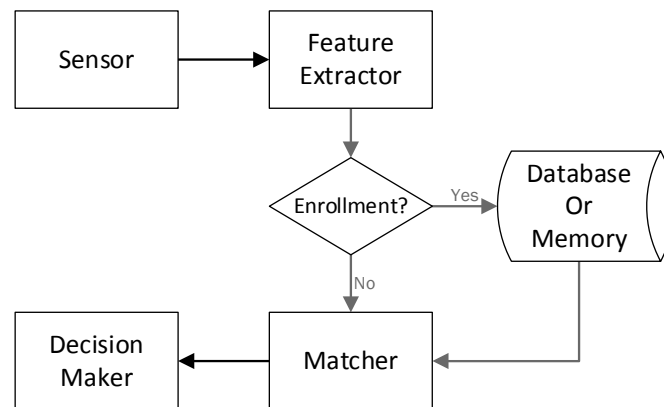 Sensor
Feature
Extractor
Enrollment?
Yes
Database
Or
Memory
No
Decision
Maker
Matcher